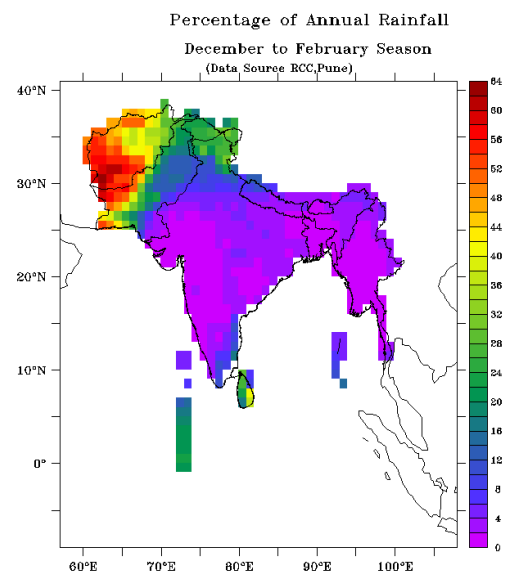 Percentage of Annual Rainfall
December to February Season
(Data Source RCC,Pune)
40°N
30°N
20°N
10°N
0°
60°E 70°E 80°E 90°E 100°E
64
60
56
52
48
44
40
36
32
28
24
20
16
12
8
4
0